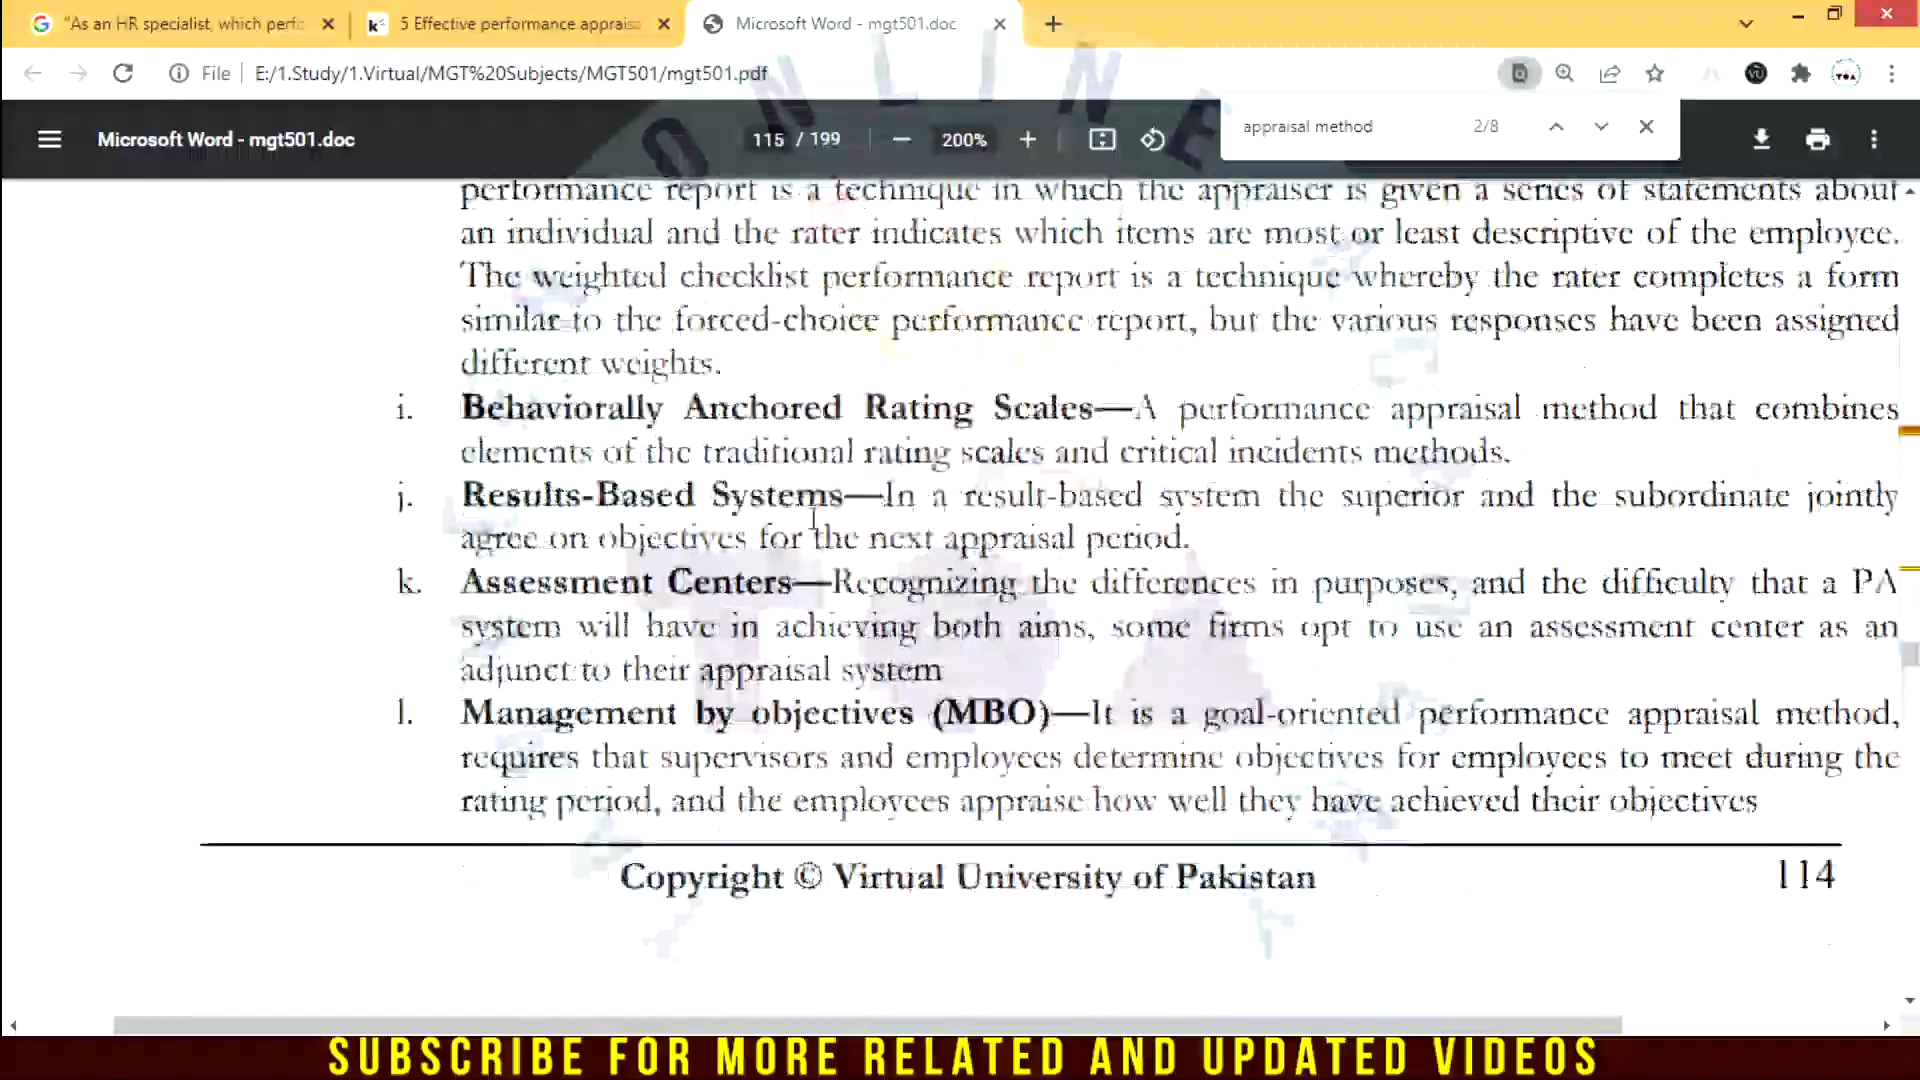 "As an HR specialist, which perfo
5 Effective performance appraisa
Microsoft Word - mgt501.doc
File
E:/1.Study/1.Virtual/MGT%20Subjects/MGT501/mgt501.pdf
ONLINE
Microsoft Word - mgt501.doc
115 / 199
200%
appraisal method
2/8
performance report is a technique in which the appraiser is given a series of statements about
an individual and the rater indicates which items are most or least descriptive of the employee.
The weighted checklist performance report is a technique whereby the rater completes a form
similar to the forced-choice performance report, but the various responses have been assigned
different weights.
i. Behaviorally Anchored Rating Scales—A performance appraisal method that combines
elements of the traditional rating scales and critical incidents methods.
j. Results-Based Systems—In a result-based system the superior and the subordinate jointly
agree on objectives for the next appraisal period.
k. Assessment Centers—Recognizing the differences in purposes, and the difficulty that a PA
system will have in achieving both aims, some firms opt to use an assessment center as an
adjunct to their appraisal system
l. Management by objectives (MBO)—It is a goal-oriented performance appraisal method,
requires that supervisors and employees determine objectives for employees to meet during the
rating period, and the employees appraise how well they have achieved their objectives
Copyright © Virtual University of Pakistan
114
TOA
SUBSCRIBE FOR MORE RELATED AND UPDATED VIDEOS